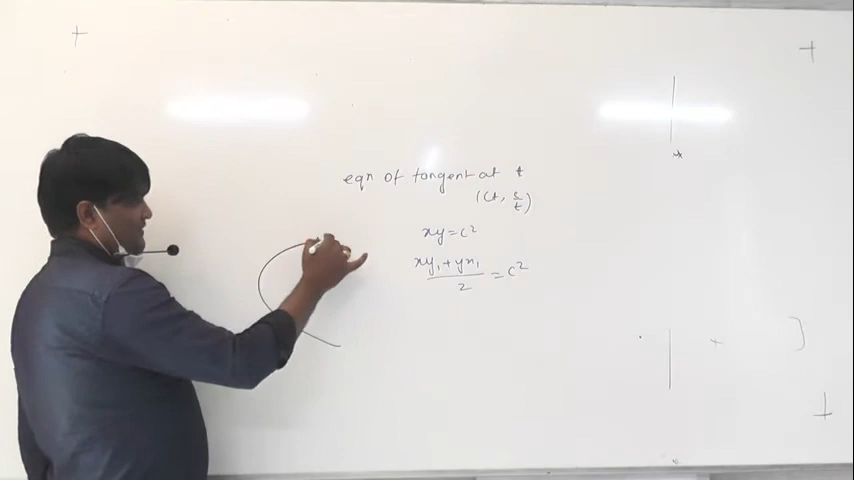 eqn of tangent at t
(ct, c/t)
xy = c²
(xy₁ + yx₁)/2 = c²